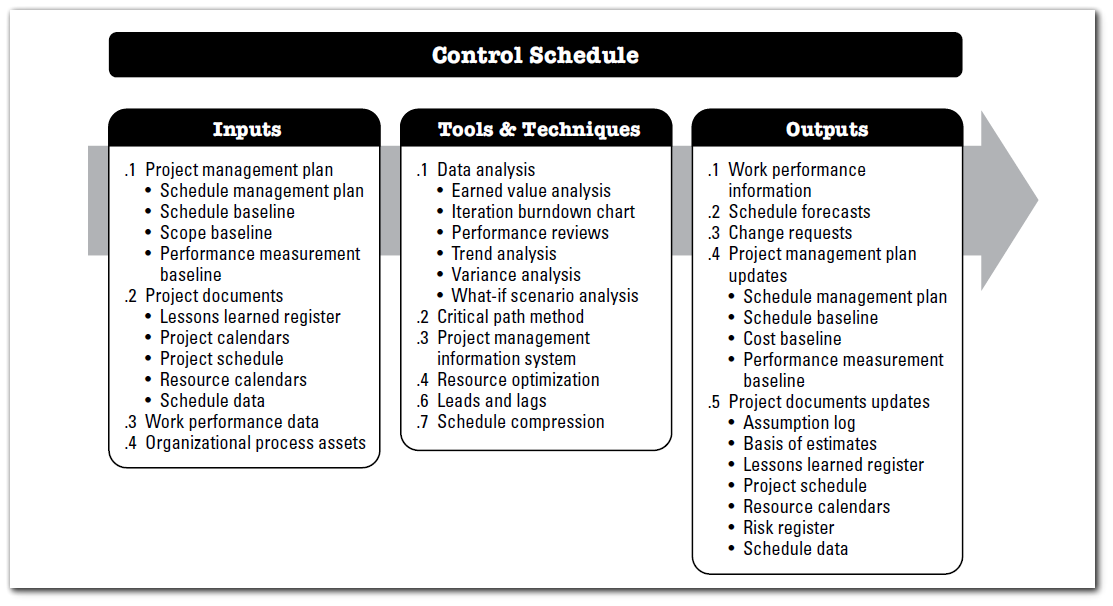 Control Schedule
Inputs
.1 Project management plan
• Schedule management plan
• Schedule baseline
• Scope baseline
• Performance measurement
baseline
.2 Project documents
• Lessons learned register
• Project calendars
• Project schedule
• Resource calendars
• Schedule data
.3 Work performance data
.4 Organizational process assets
Tools & Techniques
.1 Data analysis
• Earned value analysis
• Iteration burndown chart
• Performance reviews
• Trend analysis
• Variance analysis
• What-if scenario analysis
.2 Critical path method
.3 Project management
information system
.4 Resource optimization
.6 Leads and lags
.7 Schedule compression
Outputs
.1 Work performance
information
.2 Schedule forecasts
.3 Change requests
.4 Project management plan
updates
• Schedule management plan
• Schedule baseline
• Cost baseline
• Performance measurement
baseline
.5 Project documents updates
• Assumption log
• Basis of estimates
• Lessons learned register
• Project schedule
• Resource calendars
• Risk register
• Schedule data